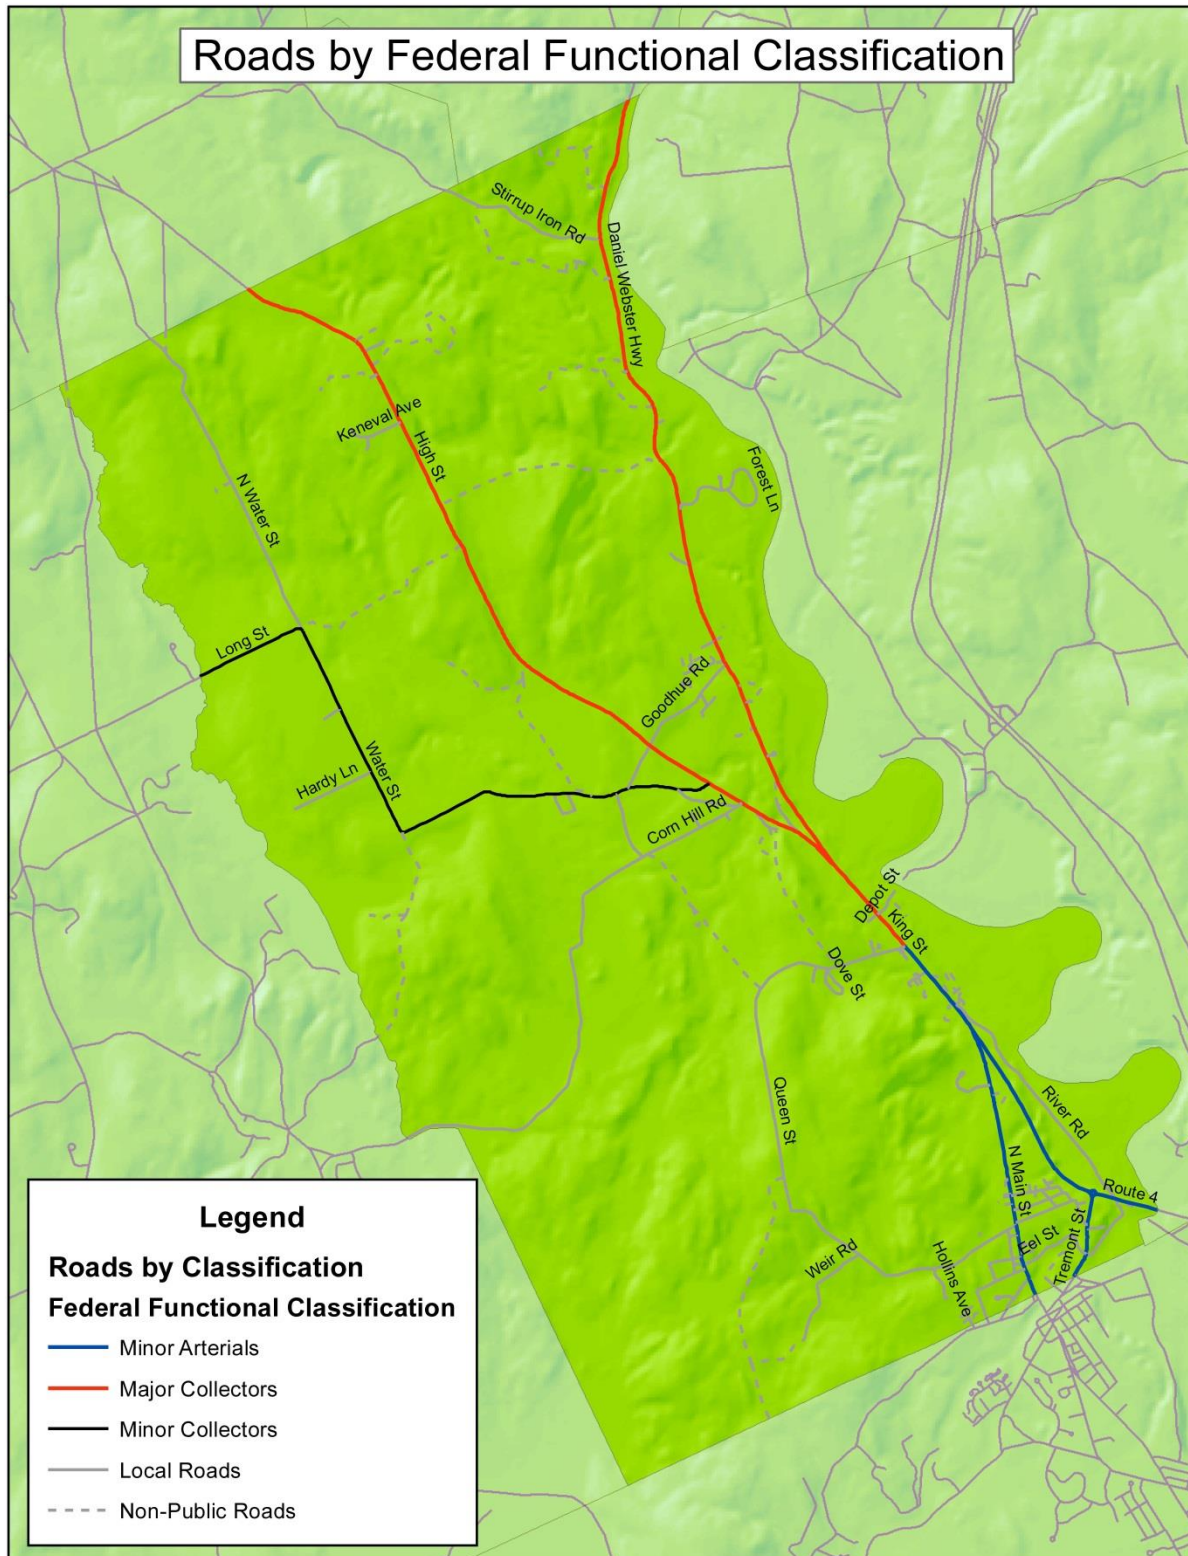 Roads by Federal Functional Classification
Stirrup Iron Rd
Daniel Webster Hwy
Keneval Ave
High St
Forest Ln
N Water St
Long St
Goodhue Rd
Water St
Hardy Ln
Corn Hill Rd
Depot St
King St
Dove St
Queen St
River Rd
N Main St
Route 4
Eel St
Tremont St
Weir Rd
Hollins Ave
Legend
Roads by Classification
Federal Functional Classification
Minor Arterials
Major Collectors
Minor Collectors
Local Roads
Non-Public Roads